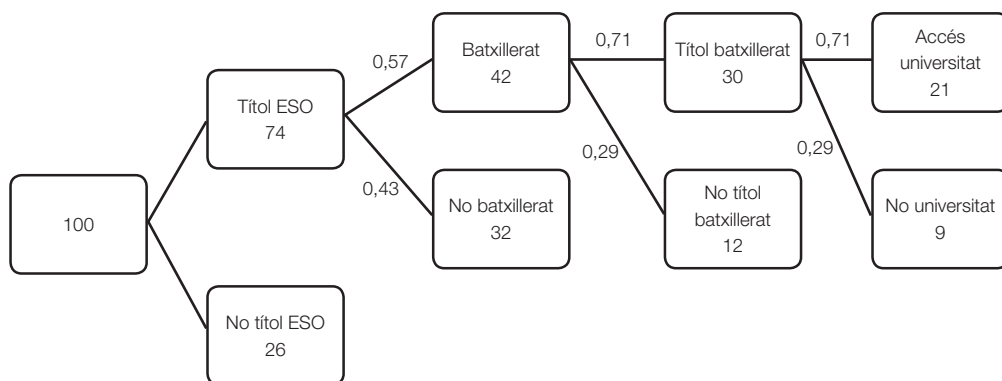 100
Títol ESO
74
No títol ESO
26
0,57
0,43
Batxillerat
42
No batxillerat
32
0,71
0,29
Títol batxillerat
30
No títol
batxillerat
12
0,71
0,29
Accés
universitat
21
No universitat
9